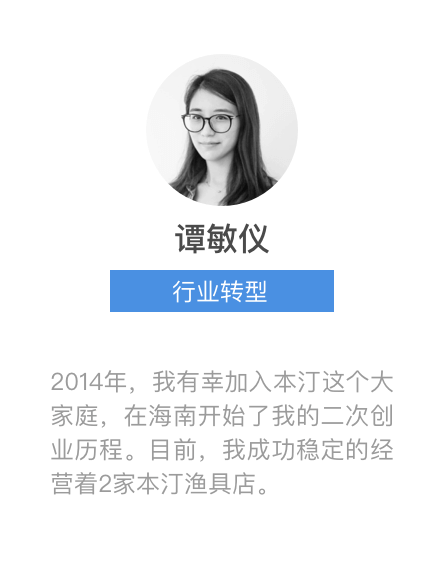 谭敏仪
行业转型
2014年，我有幸加入本汀这个大
家庭，在海南开始了我的二次创
业历程。目前，我成功稳定的经
营着2家本汀渔具店。